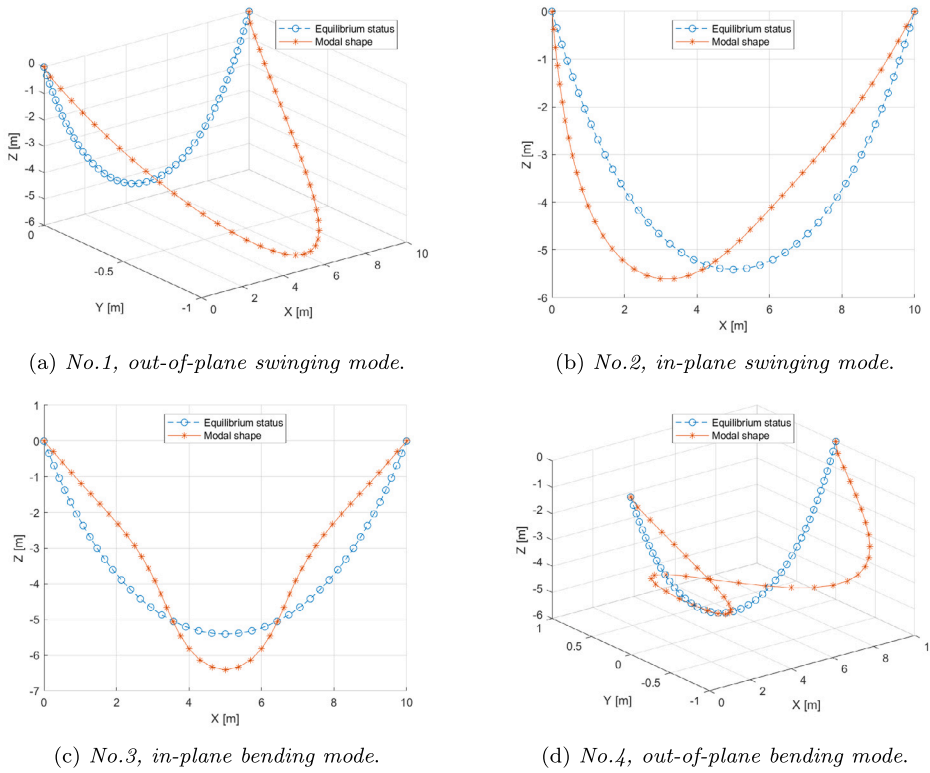 Equilibrium status
Modal shape
0
-1
-2
-3
-4
-5
-6
Z [m]
0
-0.5
-1
Y [m]
0
2
4
6
8
10
X [m]
(a) No.1, out-of-plane swinging mode.
Equilibrium status
Modal shape
0
-1
-2
-3
-4
-5
-6
Z [m]
0
2
4
6
8
10
X [m]
(b) No.2, in-plane swinging mode.
Equilibrium status
Modal shape
1
0
-1
-2
-3
-4
-5
-6
-7
Z [m]
0
2
4
6
8
10
X [m]
(c) No.3, in-plane bending mode.
Equilibrium status
Modal shape
0
-1
-2
-3
-4
-5
-6
Z [m]
1
0.5
0
-0.5
-1
Y [m]
0
2
4
6
8
1
X [m]
(d) No.4, out-of-plane bending mode.